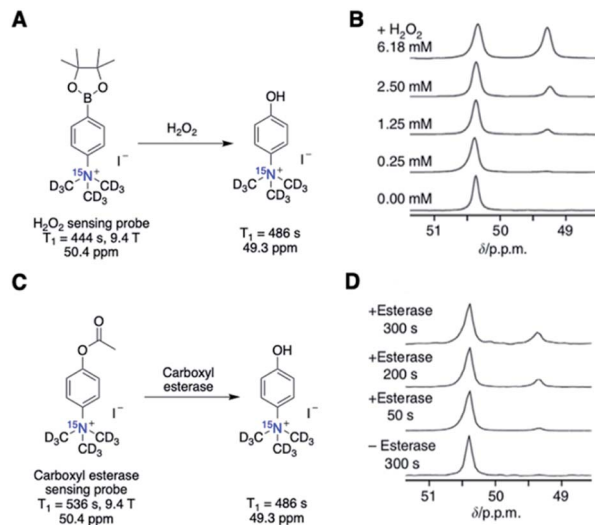 A
O O
B
H₂O₂
I⁻
¹⁵N⁺
D₃C CD₃
CD₃
H₂O₂ sensing probe
T₁ = 444 s, 9.4 T
50.4 ppm
OH
I⁻
¹⁵N⁺
D₃C CD₃
CD₃
T₁ = 486 s
49.3 ppm
B
+ H₂O₂
6.18 mM
2.50 mM
1.25 mM
0.25 mM
0.00 mM
51 50 49
δ/p.p.m.
C
O
O
Carboxyl
esterase
I⁻
¹⁵N⁺
D₃C CD₃
CD₃
Carboxyl esterase
sensing probe
T₁ = 536 s, 9.4 T
50.4 ppm
OH
I⁻
¹⁵N⁺
D₃C CD₃
CD₃
T₁ = 486 s
49.3 ppm
D
+Esterase
300 s
+Esterase
200 s
+Esterase
50 s
– Esterase
300 s
51 50 49
δ/p.p.m.